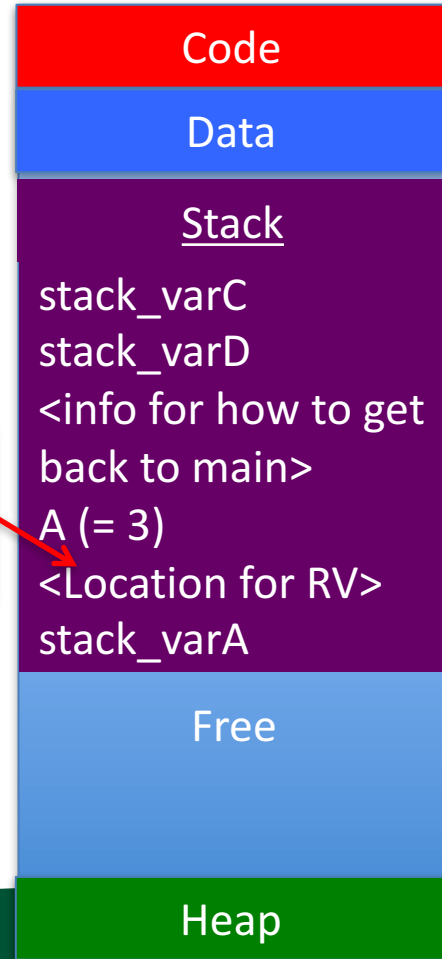 Code
Data
Stack
stack_varC
stack_varD
<info for how to get
back to main>
A (= 3)
<Location for RV>
stack_varA
Free
Heap